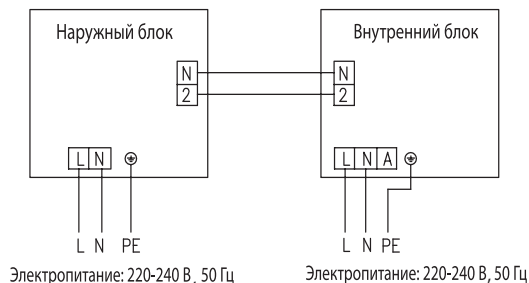 Наружный блок
Внутренний блок
N
2
N
2
L N
L N A
L N PE
L N PE
Электропитание: 220-240 В, 50 Гц
Электропитание: 220-240 В, 50 Гц